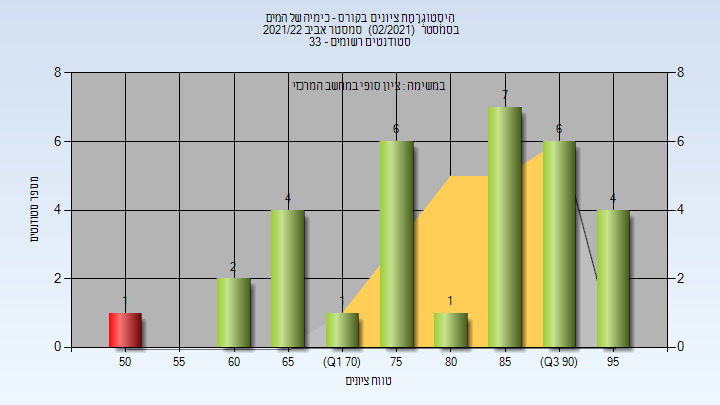 היסטוגרמת ציונים בקורס - כימיה של המים
בסמסטר (02/2021) סמסטר אביב 2021/22
סטודנטים רשומים - 33
במשימה : ציון סופי במחשב המרכזי
8
6
4
2
0
מספר סטודנטים
8
6
4
2
0
1
2
4
1
6
1
7
6
4
50 55 60 65 (Q1 70) 75 80 85 (Q3 90) 95
טווח ציונים